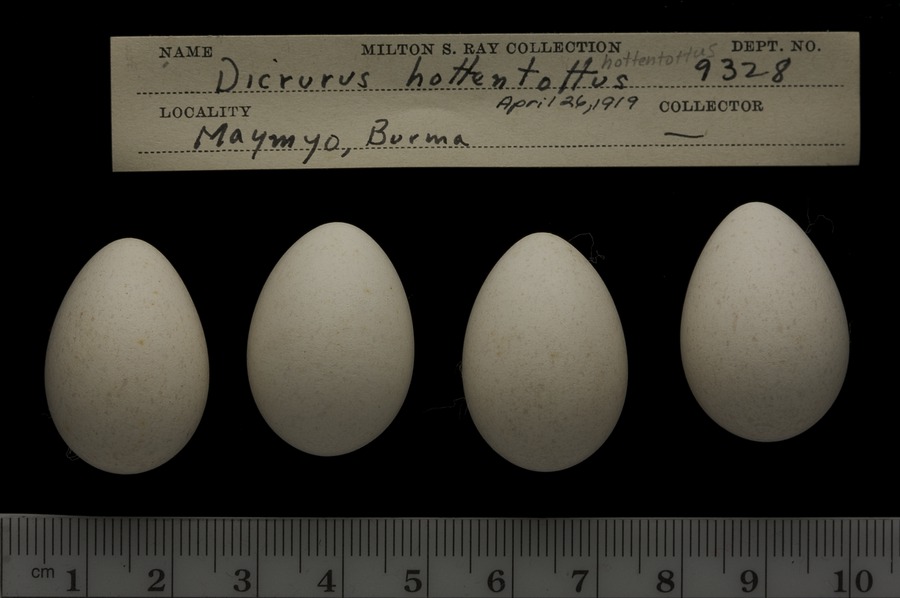 NAME MILTON S. RAY COLLECTION DEPT. NO.
hottentottus
Dicrurus hottentottus 9328
LOCALITY April 26, 1919 COLLECTOR
Maymyo, Burma —
cm 1 2 3 4 5 6 7 8 9 10